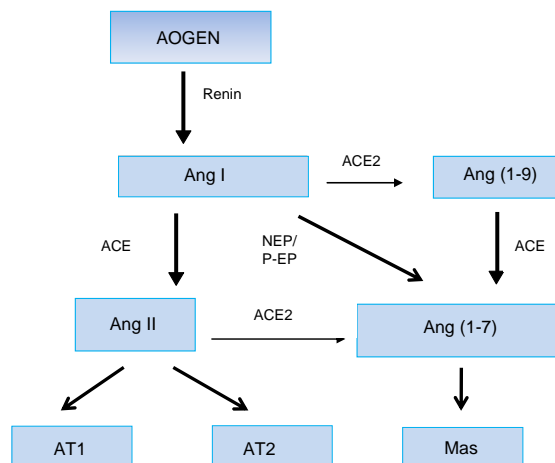 AOGEN
Renin
Ang I
ACE2
Ang (1-9)
ACE
NEP/
P-EP
ACE
Ang II
ACE2
Ang (1-7)
AT1
AT2
Mas